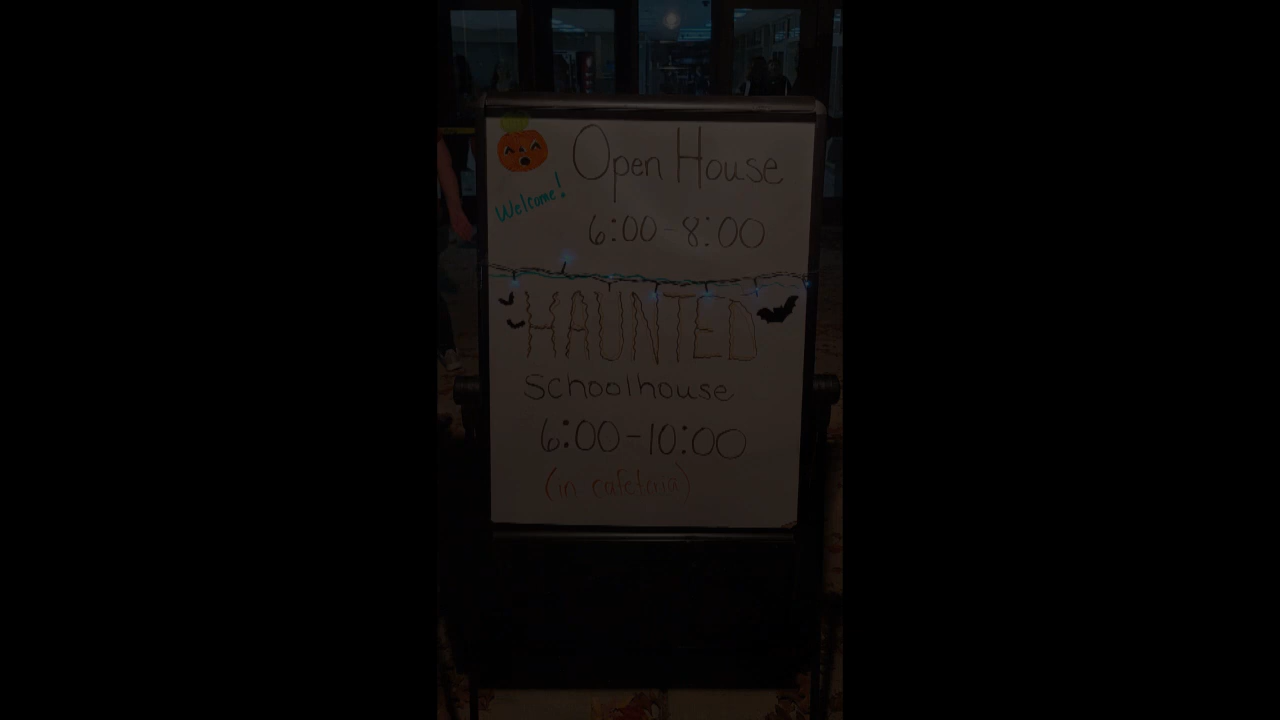 Open House
Welcome!
6:00-8:00
HAUNTED
Schoolhouse
6:00-10:00
(in cafeteria)